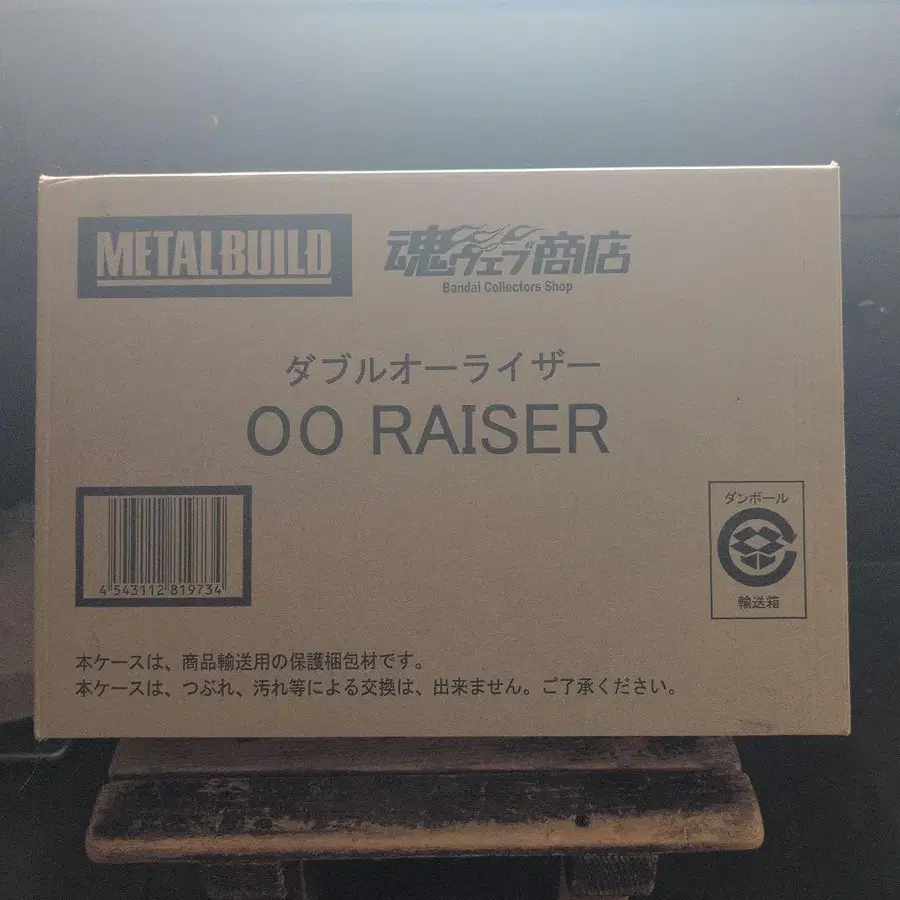 METAL BUILD
魂ウェブ商店
Bandai Collectors Shop
ダブルオーライザー
OO RAISER
4 543112 819734
ダンボール
輸送箱
本ケースは、商品輸送用の保護梱包材です。
本ケースは、つぶれ、汚れ等による交換は、出来ません。ご了承ください。